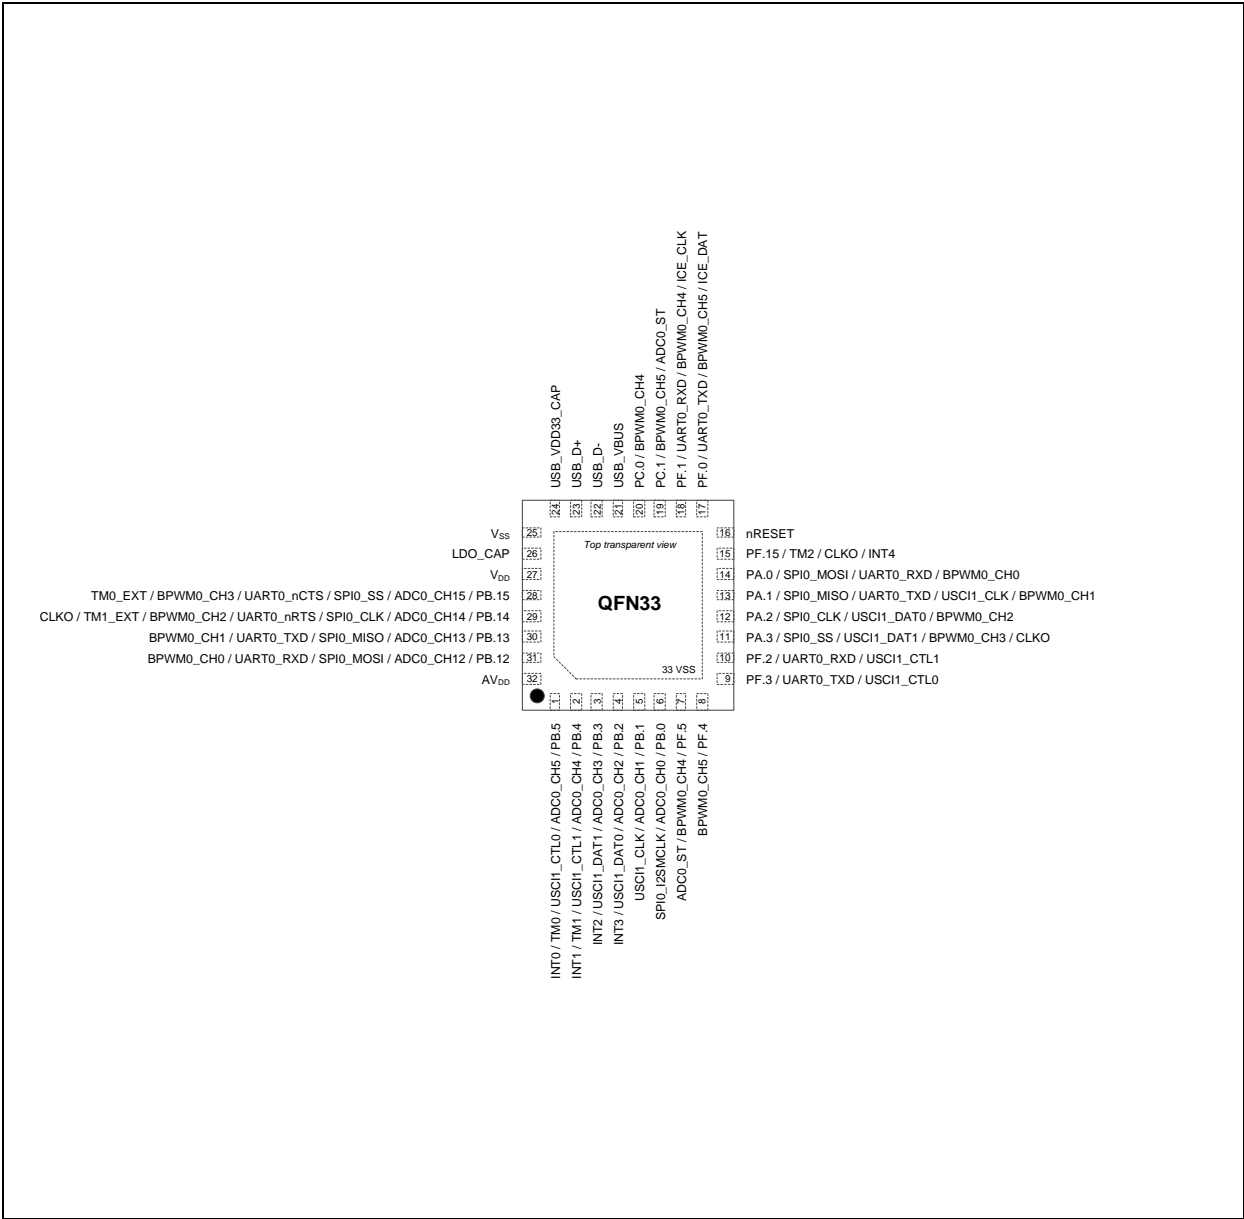 USB_VDD33_CAP
USB_D+
USB_D-
USB_VBUS
PC.0 / BPWM0_CH4
PC.1 / BPWM0_CH5 / ADC0_ST
PF.1 / UART0_RXD / BPWM0_CH4 / ICE_CLK
PF.0 / UART0_TXD / BPWM0_CH5 / ICE_DAT
24
23
22
21
20
19
18
17
VSS 25
LDO_CAP 26
VDD 27
TM0_EXT / BPWM0_CH3 / UART0_nCTS / SPI0_SS / ADC0_CH15 / PB.15 28
CLKO / TM1_EXT / BPWM0_CH2 / UART0_nRTS / SPI0_CLK / ADC0_CH14 / PB.14 29
BPWM0_CH1 / UART0_TXD / SPI0_MISO / ADC0_CH13 / PB.13 30
BPWM0_CH0 / UART0_RXD / SPI0_MOSI / ADC0_CH12 / PB.12 31
AVDD 32
Top transparent view
QFN33
33 VSS
16 nRESET
15 PF.15 / TM2 / CLKO / INT4
14 PA.0 / SPI0_MOSI / UART0_RXD / BPWM0_CH0
13 PA.1 / SPI0_MISO / UART0_TXD / USCI1_CLK / BPWM0_CH1
12 PA.2 / SPI0_CLK / USCI1_DAT0 / BPWM0_CH2
11 PA.3 / SPI0_SS / USCI1_DAT1 / BPWM0_CH3 / CLKO
10 PF.2 / UART0_RXD / USCI1_CTL1
9 PF.3 / UART0_TXD / USCI1_CTL0
1
2
3
4
5
6
7
8
INT0 / TM0 / USCI1_CTL0 / ADC0_CH5 / PB.5
INT1 / TM1 / USCI1_CTL1 / ADC0_CH4 / PB.4
INT2 / USCI1_DAT1 / ADC0_CH3 / PB.3
INT3 / USCI1_DAT0 / ADC0_CH2 / PB.2
USCI1_CLK / ADC0_CH1 / PB.1
SPI0_I2SMCLK / ADC0_CH0 / PB.0
ADC0_ST / BPWM0_CH4 / PF.5
BPWM0_CH5 / PF.4